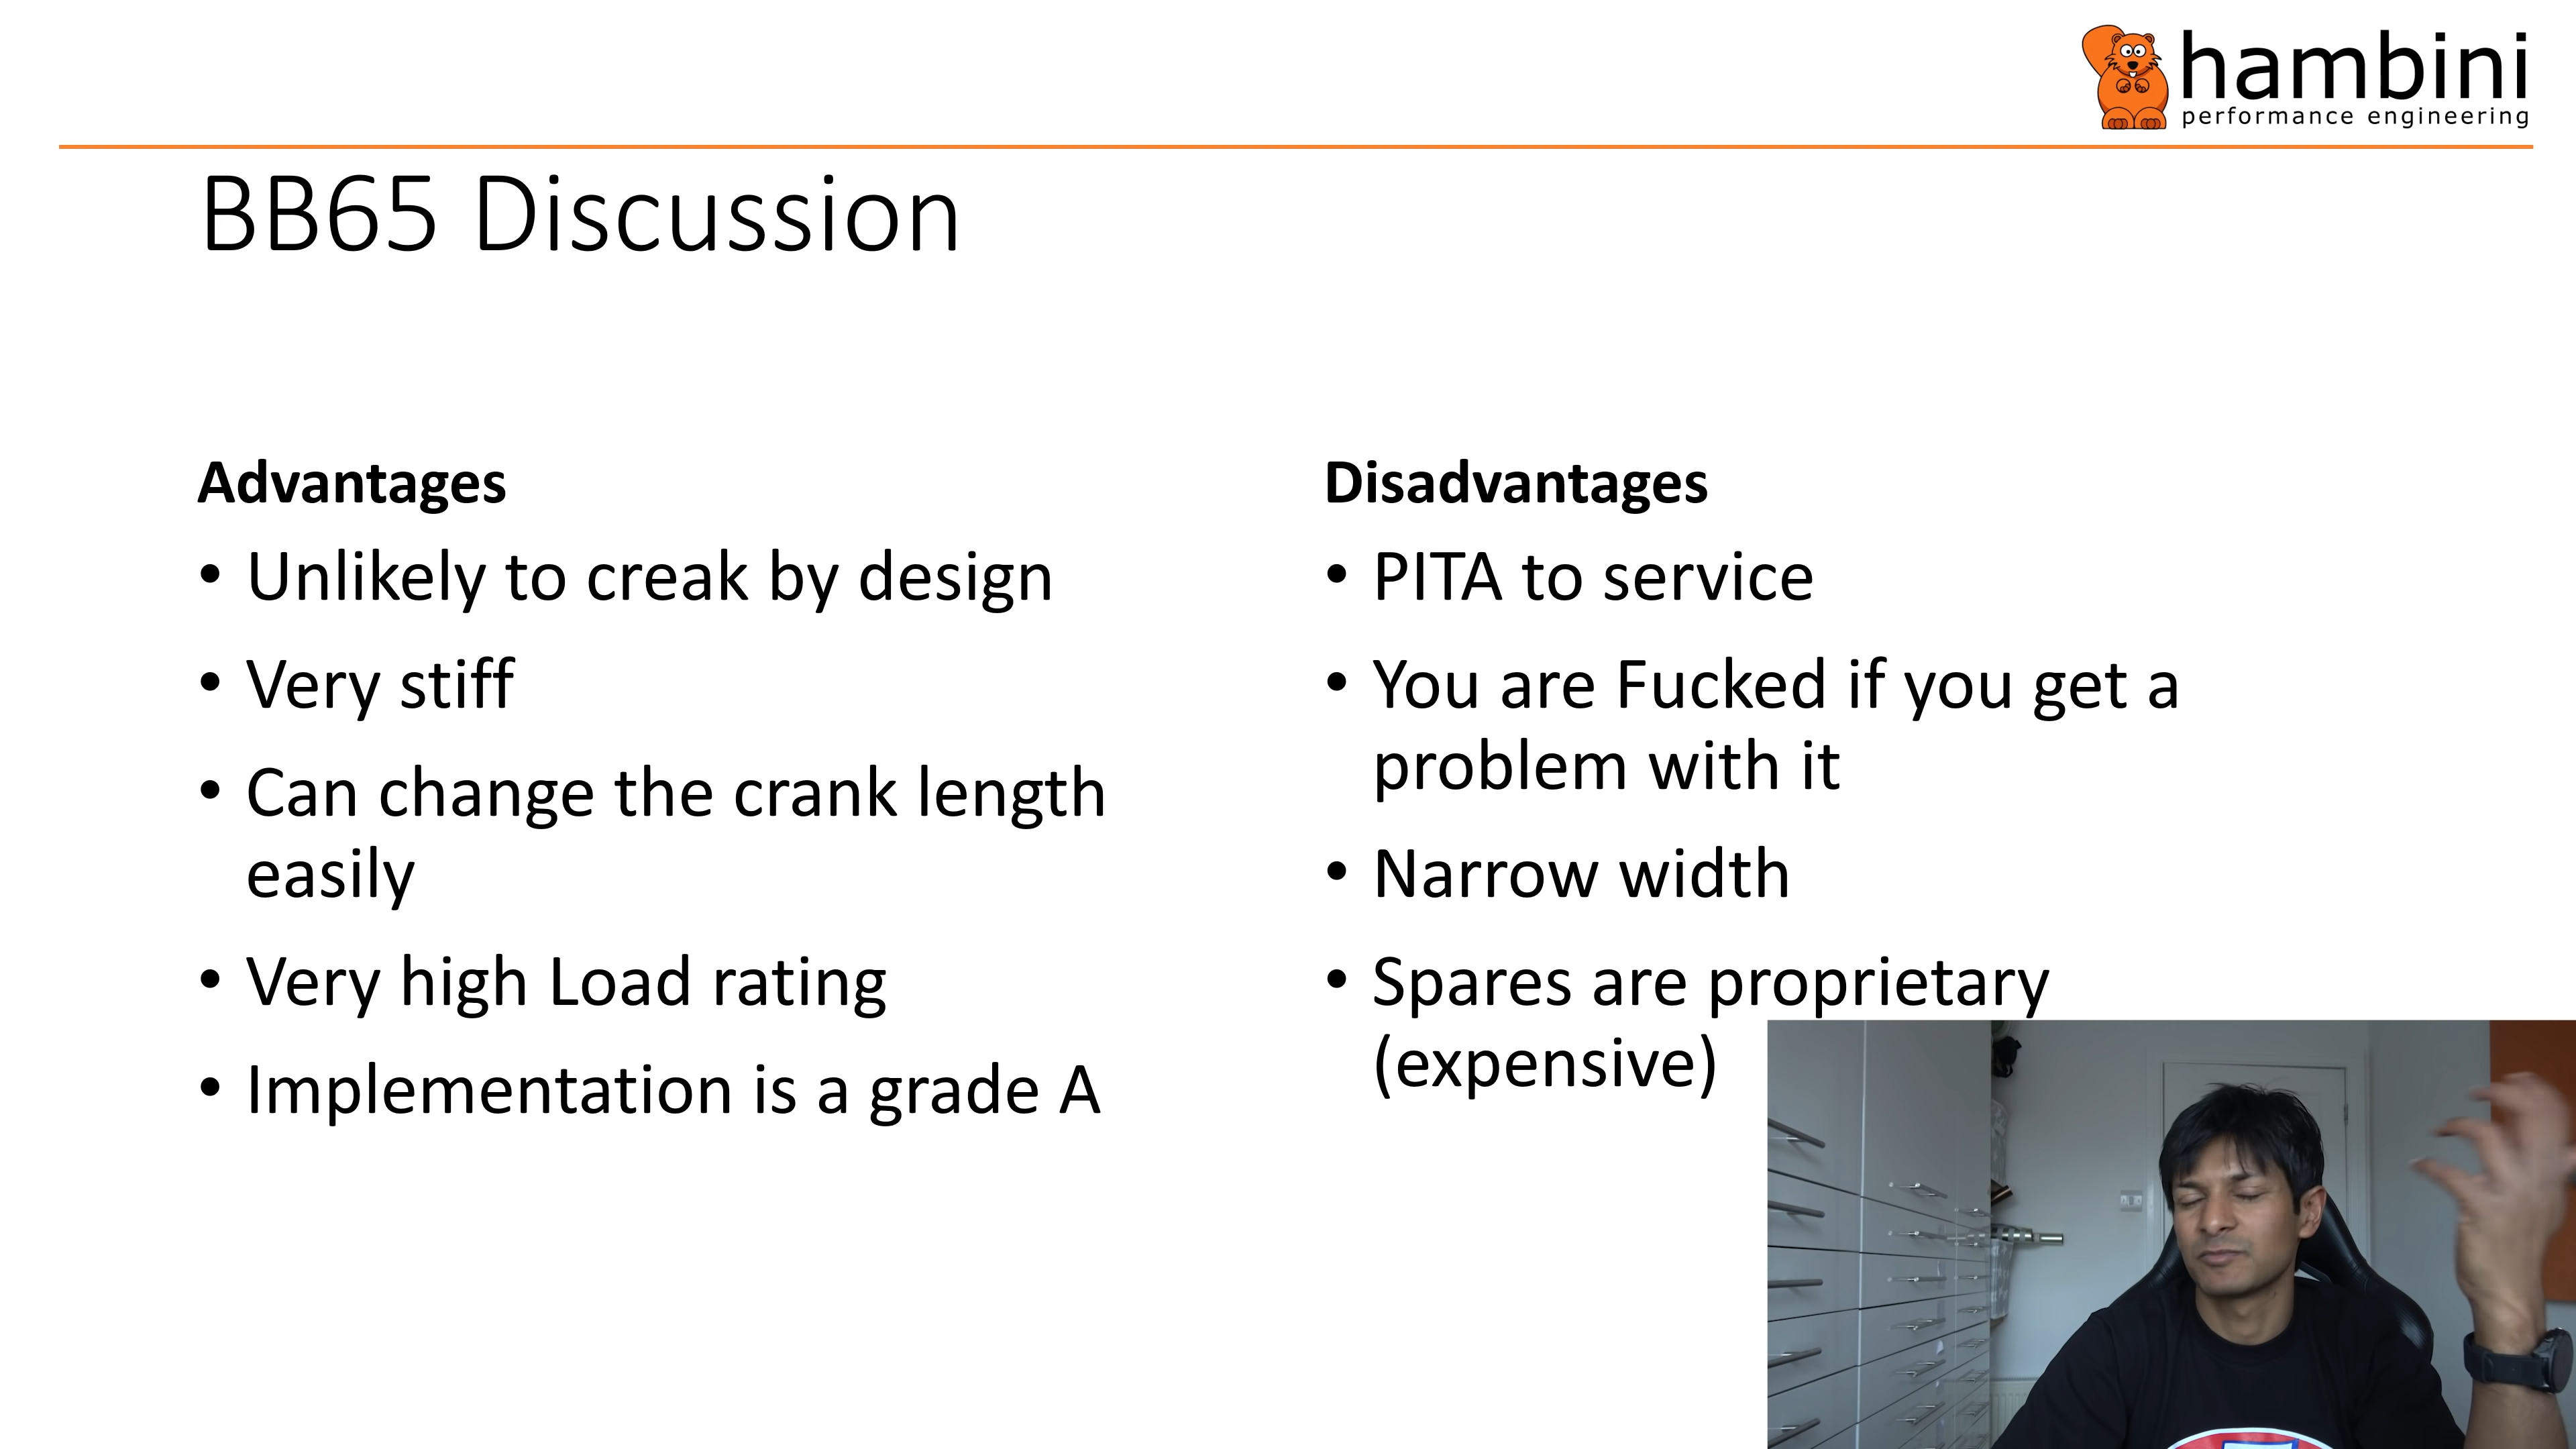 hambini
performance engineering
BB65 Discussion
Advantages
• Unlikely to creak by design
• Very stiff
• Can change the crank length
easily
• Very high Load rating
• Implementation is a grade A
Disadvantages
• PITA to service
• You are Fucked if you get a
problem with it
• Narrow width
• Spares are proprietary
(expensive)